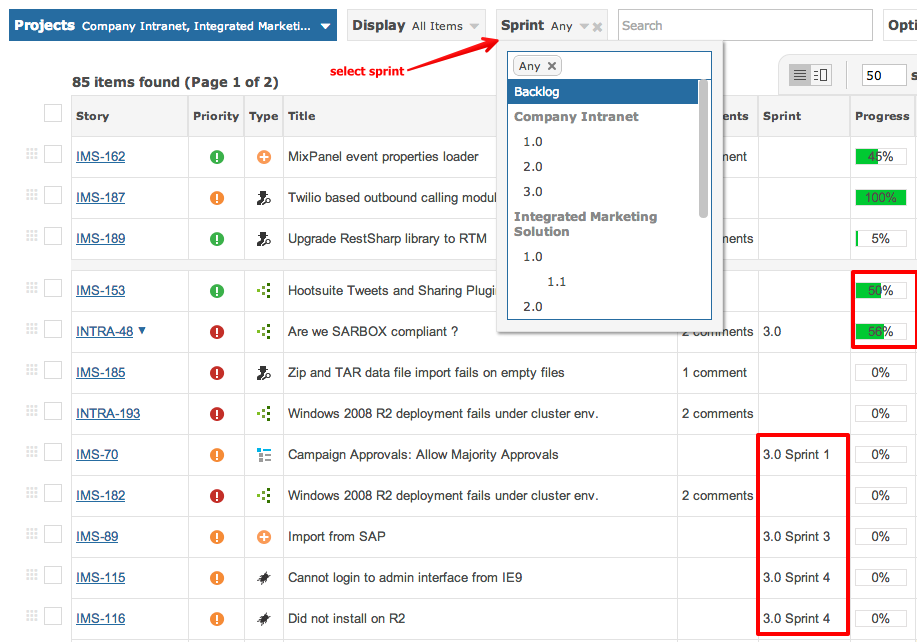 Projects Company Intranet, Integrated Marketi... Display All Items Sprint Any Search Opti
select sprint
85 items found (Page 1 of 2)
50 s
Any
Backlog
Company Intranet
1.0
2.0
3.0
Integrated Marketing
Solution
1.0
1.1
2.0
Story Priority Type Title ents Sprint Progress
IMS-162 MixPanel event properties loader ment 45%
IMS-187 Twilio based outbound calling modul 100%
IMS-189 Upgrade RestSharp library to RTM ments 5%
IMS-153 Hootsuite Tweets and Sharing Plugi 50%
INTRA-48 Are we SARBOX compliant ? 2 comments 3.0 56%
IMS-185 Zip and TAR data file import fails on empty files 1 comment 0%
INTRA-193 Windows 2008 R2 deployment fails under cluster env. 2 comments 0%
IMS-70 Campaign Approvals: Allow Majority Approvals 3.0 Sprint 1 0%
IMS-182 Windows 2008 R2 deployment fails under cluster env. 2 comments 0%
IMS-89 Import from SAP 3.0 Sprint 3 0%
IMS-115 Cannot login to admin interface from IE9 3.0 Sprint 4 0%
IMS-116 Did not install on R2 3.0 Sprint 4 0%